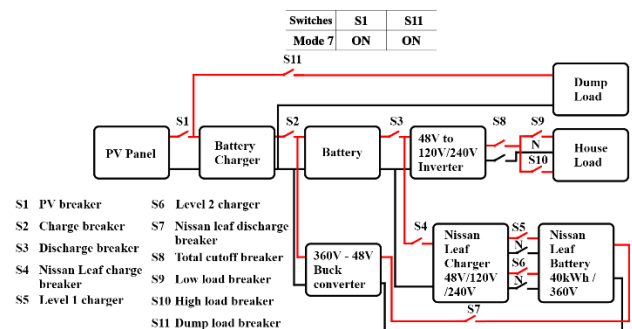 Switches S1 S11
Mode 7 ON ON
S11
Dump
Load
S1
S2
S3
S8
S9
N
S10
PV Panel
Battery
Charger
Battery
48V to
120V/240V
Inverter
House
Load
S1 PV breaker
S2 Charge breaker
S3 Discharge breaker
S4 Nissan Leaf charge
breaker
S5 Level 1 charger
S6 Level 2 charger
S7 Nissan leaf discharge
breaker
S8 Total cutoff breaker
S9 Low load breaker
S10 High load breaker
S11 Dump load breaker
360V - 48V
Buck
converter
S4
Nissan
Leaf
Charger
48V/120V
/240V
S5
N
S6
N
S7
Nissan
Leaf
Battery
40kWh /
360V